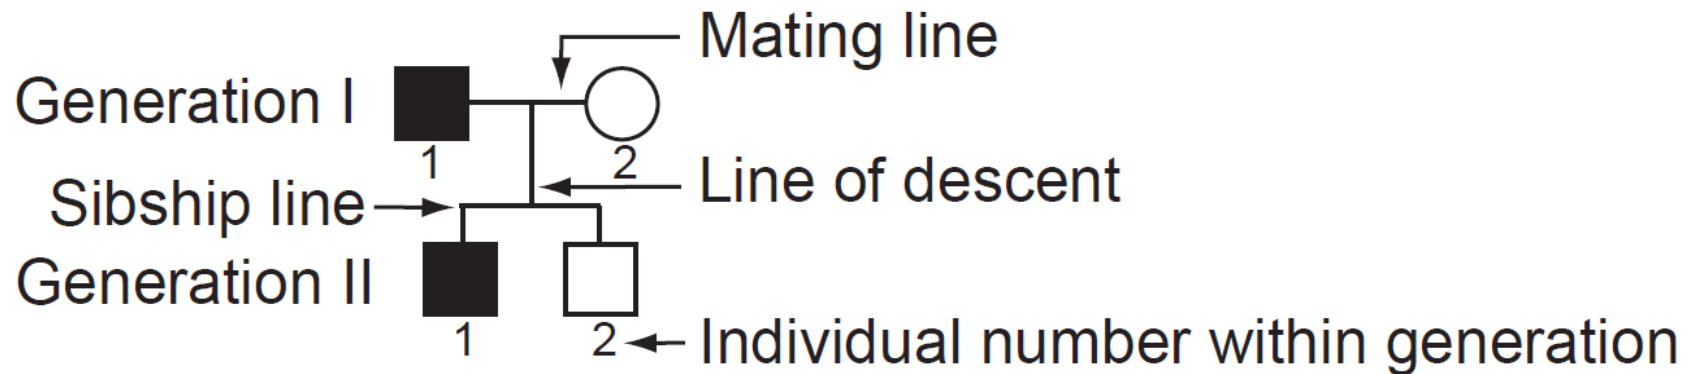 Mating line
Generation I
1 2
Line of descent
Sibship line
Generation II
1 2
Individual number within generation